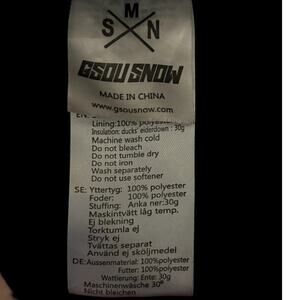 M
S N
GSOU SNOW
MADE IN CHINA
www.gsousnow.com
EN:
Lining:100% polyester
Insulation: ducks' eiderdown : 30g
Machine wash cold
Do not bleach
Do not tumble dry
Do not iron
Wash separately
Do not use softener
SE: Yttertyg: 100% polyester
Foder: 100% polyester
Stuffing: Anka ner:30g
Maskintvätt låg temp.
Ej blekning
Torktumla ej
Stryk ej
Tvättas separat
Använd ej sköljmedel
DE:Aussenmaterial: 100%polyester
Futter: 100%polyester
Wattierung: Ente: 30g
Maschinenwäsche 30°
Nicht bleichen